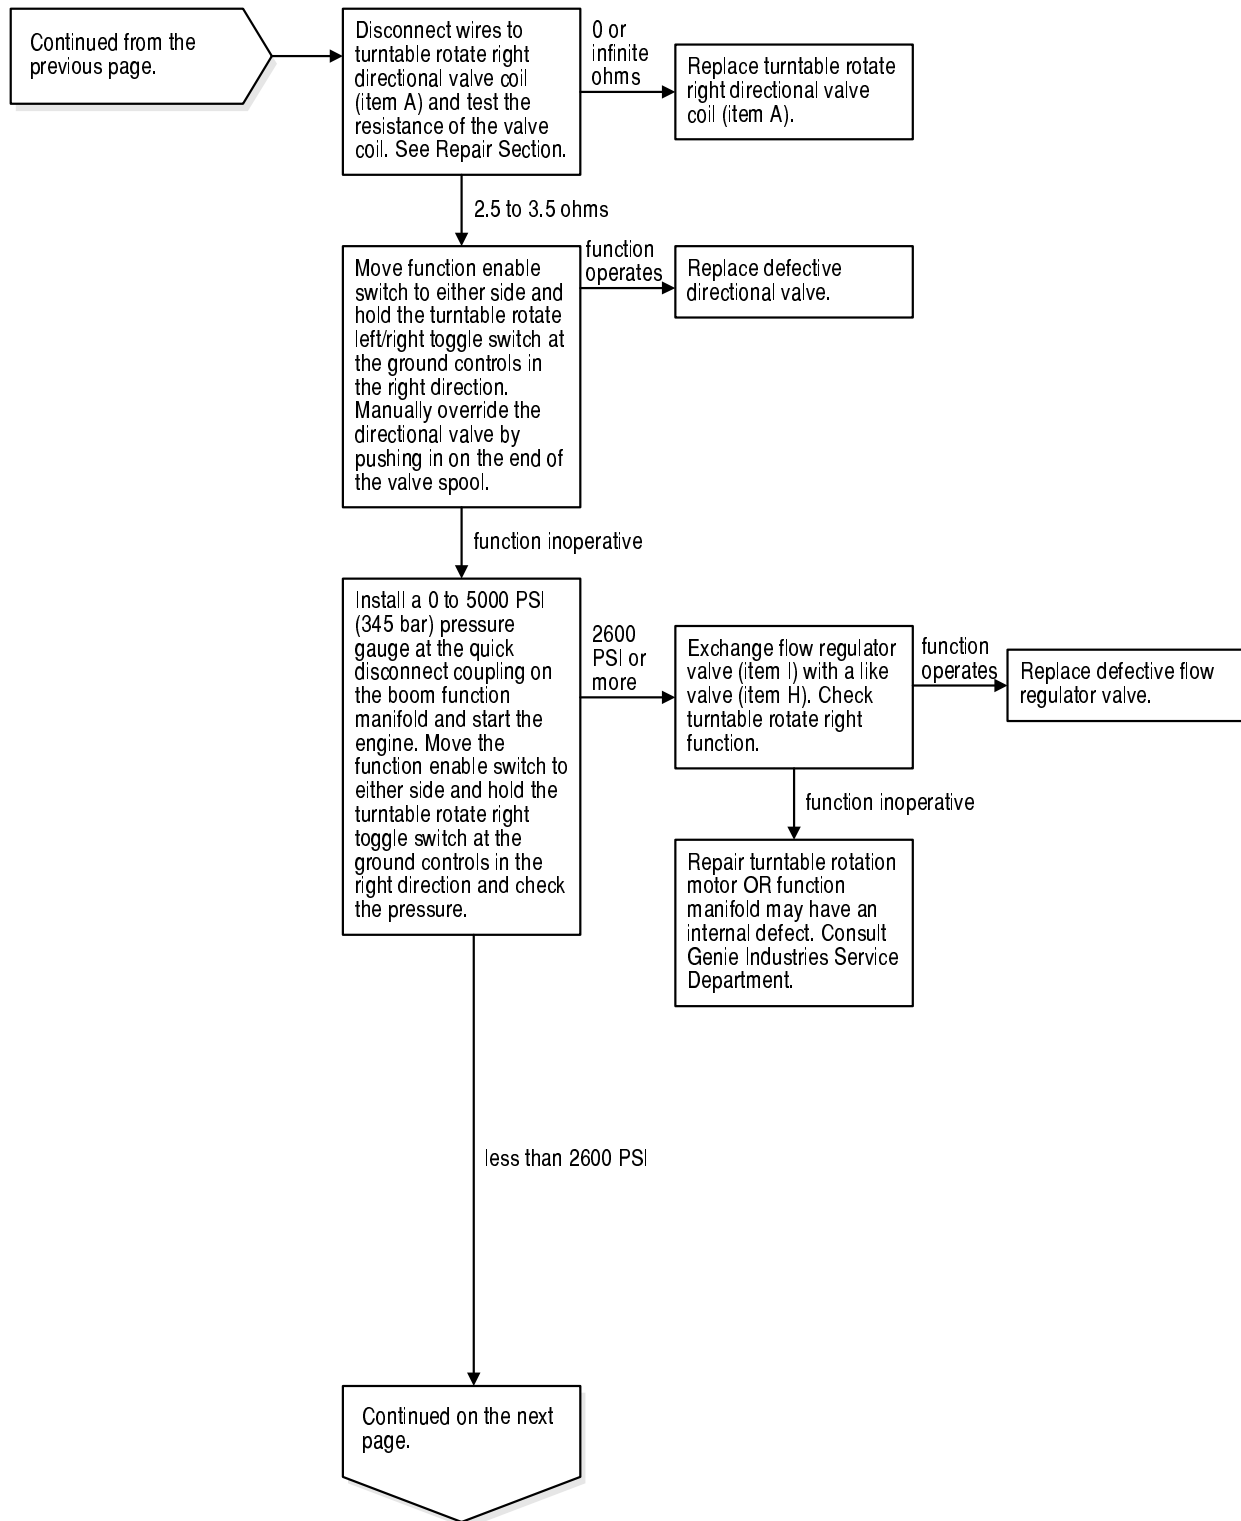 Continued from the
previous page.
Disconnect wires to
turntable rotate right
directional valve coil
(item A) and test the
resistance of the valve
coil. See Repair Section.
0 or
infinite
ohms
Replace turntable rotate
right directional valve
coil (item A).
2.5 to 3.5 ohms
Move function enable
switch to either side and
hold the turntable rotate
left/right toggle switch at
the ground controls in
the right direction.
Manually override the
directional valve by
pushing in on the end of
the valve spool.
function
operates
Replace defective
directional valve.
function inoperative
Install a 0 to 5000 PSI
(345 bar) pressure
gauge at the quick
disconnect coupling on
the boom function
manifold and start the
engine. Move the
function enable switch to
either side and hold the
turntable rotate right
toggle switch at the
ground controls in the
right direction and check
the pressure.
2600
PSI or
more
Exchange flow regulator
valve (item I) with a like
valve (item H). Check
turntable rotate right
function.
function
operates
Replace defective flow
regulator valve.
function inoperative
Repair turntable rotation
motor OR function
manifold may have an
internal defect. Consult
Genie Industries Service
Department.
less than 2600 PSI
Continued on the next
page.